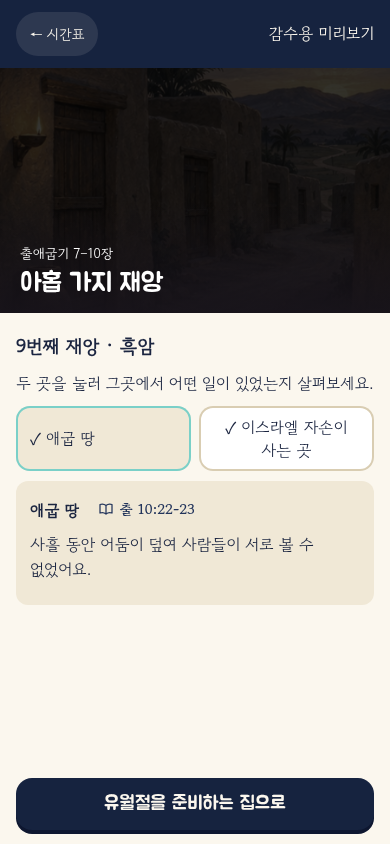 ← 시간표
감수용 미리보기
출애굽기 7–10장
아홉 가지 재앙
9번째 재앙 · 흑암
두 곳을 눌러 그곳에서 어떤 일이 있었는지 살펴보세요.
✓ 애굽 땅
✓ 이스라엘 자손이
사는 곳
애굽 땅 출 10:22-23
사흘 동안 어둠이 덮여 사람들이 서로 볼 수
없었어요.
유월절을 준비하는 집으로